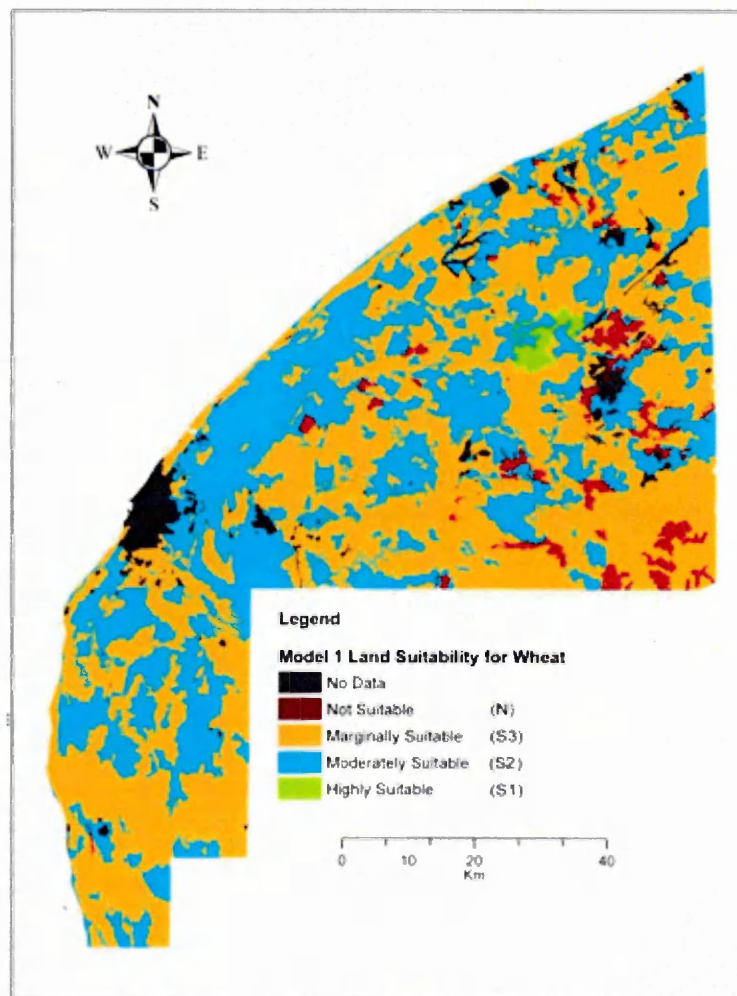 N
W E
S
Legend
Model 1 Land Suitability for Wheat
No Data
Not Suitable (N)
Marginally Suitable (S3)
Moderately Suitable (S2)
Highly Suitable (S1)
0 10 20 40
Km